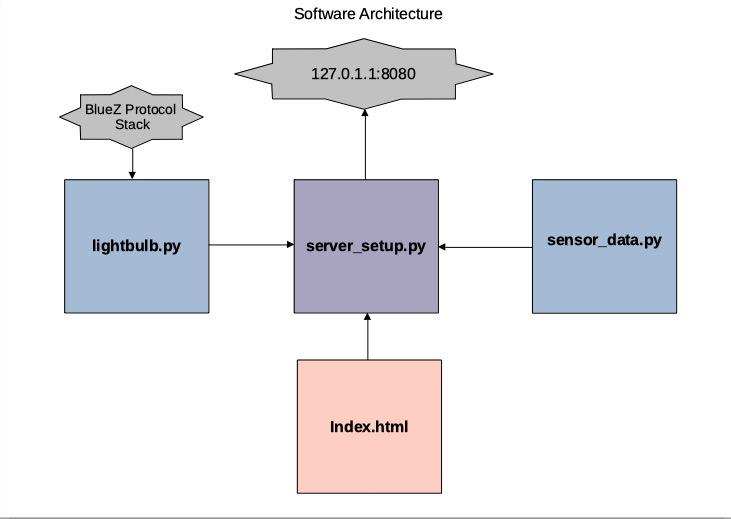 Software Architecture
127.0.1.1:8080
BlueZ Protocol
Stack
lightbulb.py
server_setup.py
sensor_data.py
Index.html